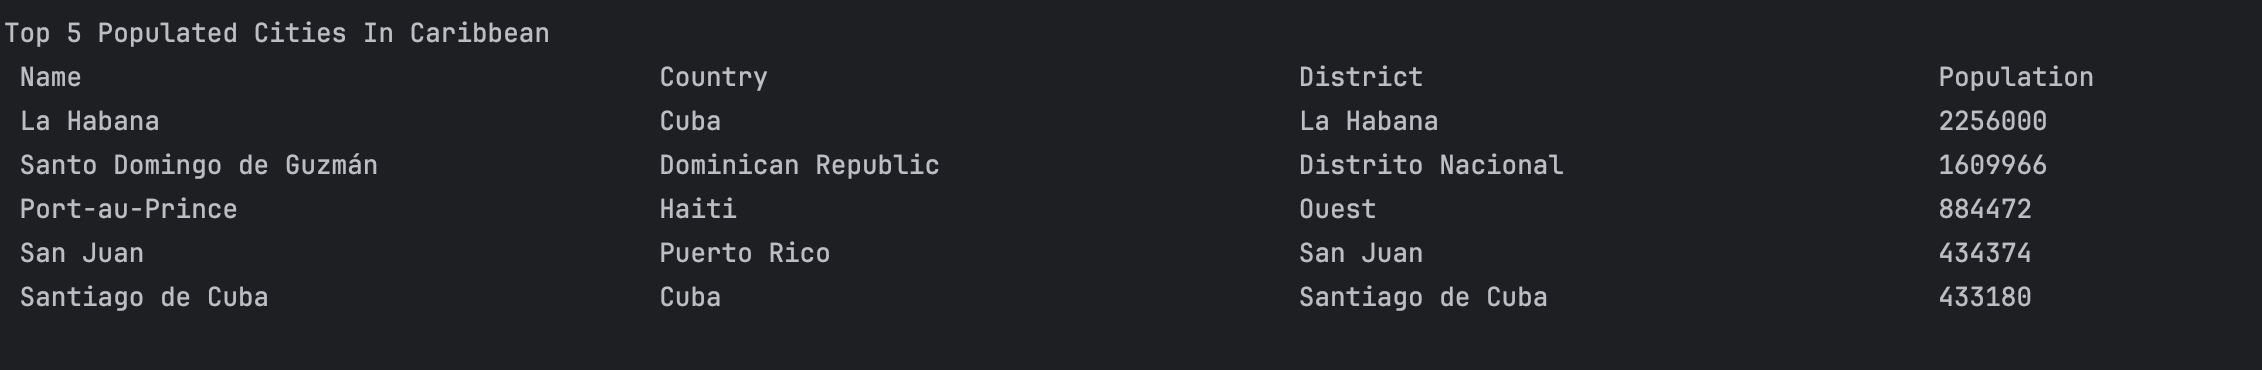 Top 5 Populated Cities In Caribbean
Name Country District Population
La Habana Cuba La Habana 2256000
Santo Domingo de Guzmán Dominican Republic Distrito Nacional 1609966
Port-au-Prince Haiti Ouest 884472
San Juan Puerto Rico San Juan 434374
Santiago de Cuba Cuba Santiago de Cuba 433180